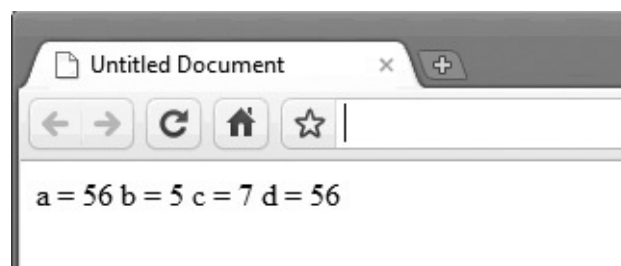 Untitled Document
a = 56 b = 5 c = 7 d = 56